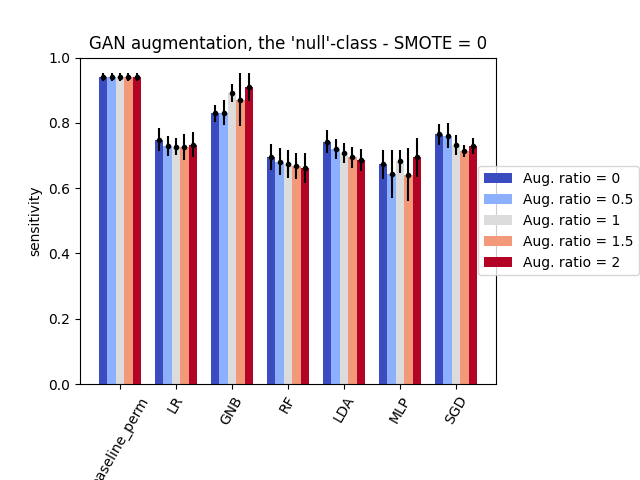 GAN augmentation, the 'null'-class - SMOTE = 0
sensitivity
1.0
0.8
0.6
0.4
0.2
0.0
Aug. ratio = 0
Aug. ratio = 0.5
Aug. ratio = 1
Aug. ratio = 1.5
Aug. ratio = 2
aseline_perm
LR
GNB
RF
LDA
MLP
SGD